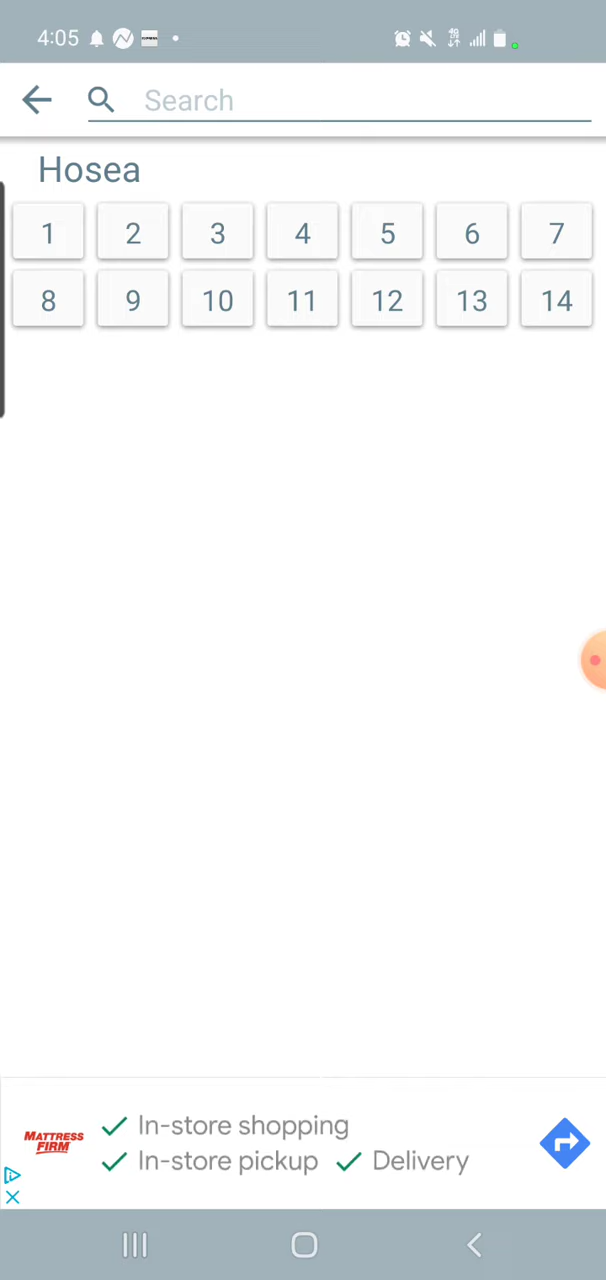 4:05
Search
Hosea
1 2 3 4 5 6 7
8 9 10 11 12 13 14
MATTRESS
FIRM
In-store shopping
In-store pickup Delivery